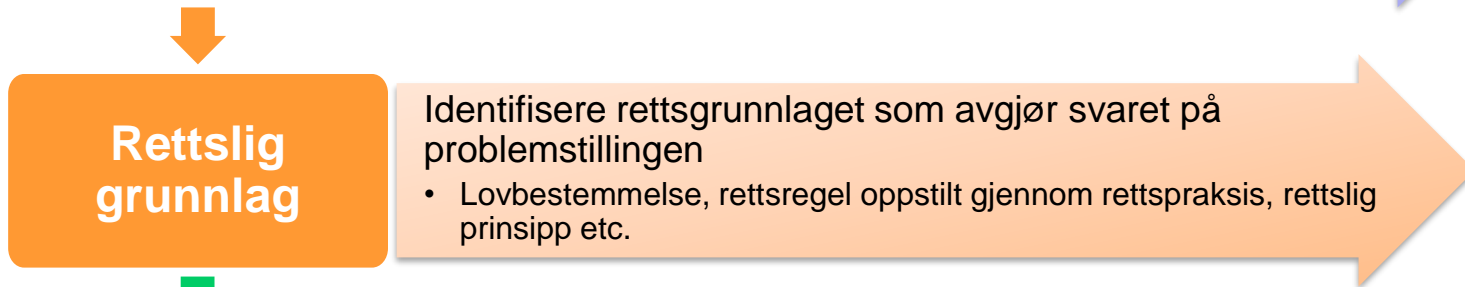 Rettslig
grunnlag
Identifisere rettsgrunnlaget som avgjør svaret på
problemstillingen
• Lovbestemmelse, rettsregel oppstilt gjennom rettspraksis, rettslig
prinsipp etc.